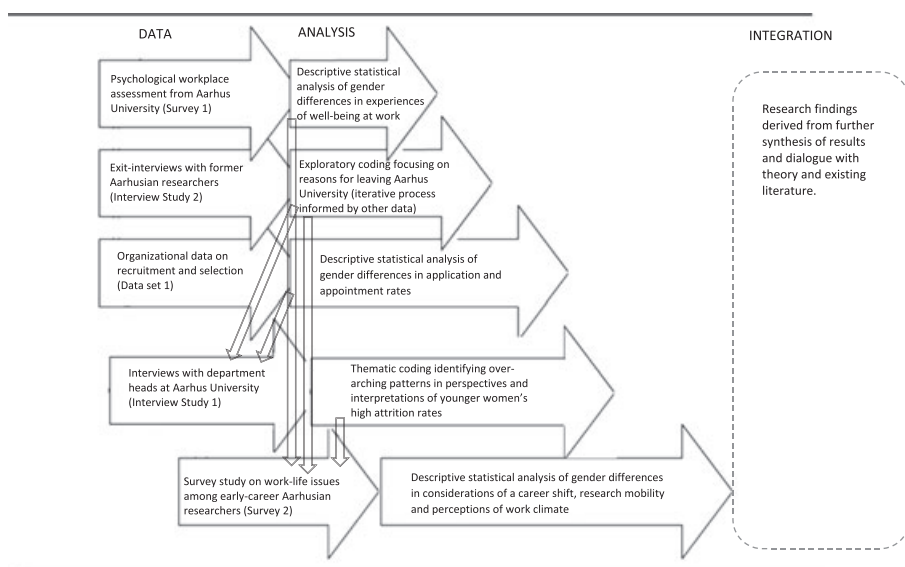 DATA
ANALYSIS
INTEGRATION
Psychological workplace
assessment from Aarhus
University (Survey 1)
Descriptive statistical
analysis of gender
differences in experiences
of well-being at work
Exit-interviews with former
Aarhusian researchers
(Interview Study 2)
Exploratory coding focusing on
reasons for leaving Aarhus
University (iterative process
informed by other data)
Organizational data on
recruitment and selection
(Data set 1)
Descriptive statistical analysis of
gender differences in application and
appointment rates
Interviews with department
heads at Aarhus University
(Interview Study 1)
Thematic coding identifying over-
arching patterns in perspectives and
interpretations of younger women’s
high attrition rates
Survey study on work-life issues
among early-career Aarhusian
researchers (Survey 2)
Descriptive statistical analysis of gender differences
in considerations of a career shift, research mobility
and perceptions of work climate
Research findings
derived from further
synthesis of results
and dialogue with
theory and existing
literature.